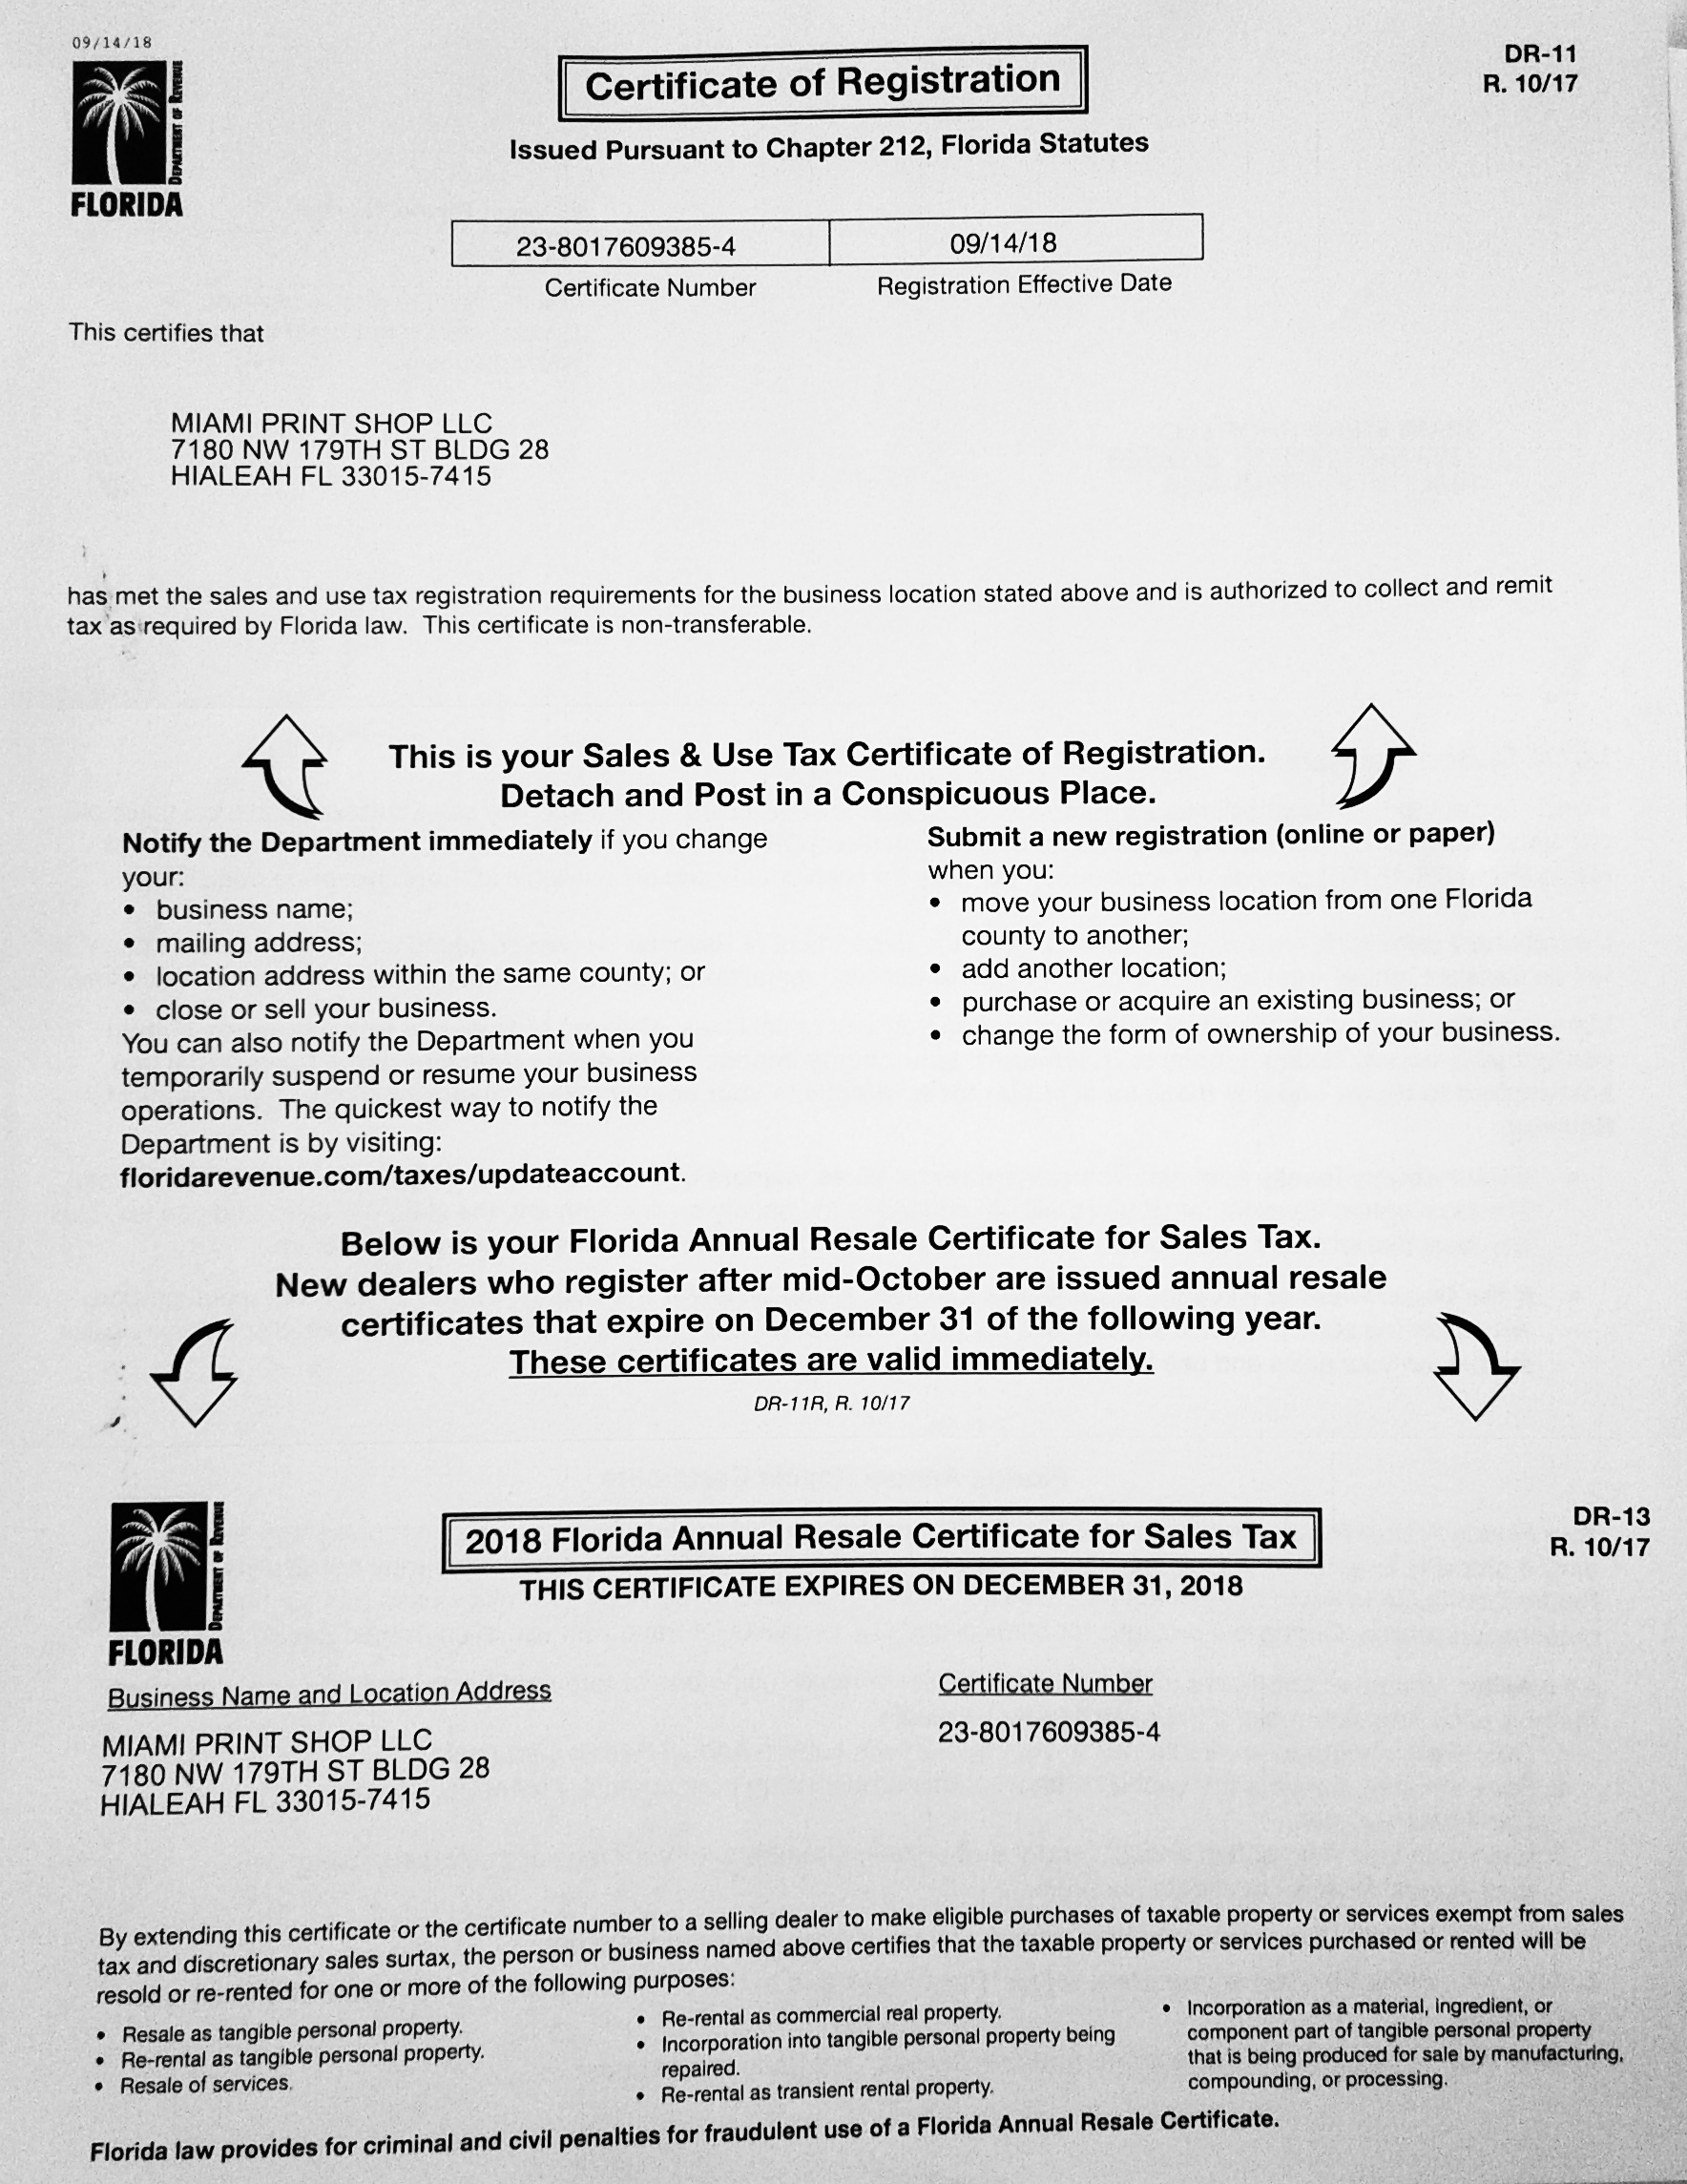 09/14/18
DEPARTMENT OF REVENUE
FLORIDA
Certificate of Registration
DR-11
R. 10/17
Issued Pursuant to Chapter 212, Florida Statutes
23-8017609385-4
09/14/18
Certificate Number
Registration Effective Date
This certifies that
MIAMI PRINT SHOP LLC
7180 NW 179TH ST BLDG 28
HIALEAH FL 33015-7415
has met the sales and use tax registration requirements for the business location stated above and is authorized to collect and remit
tax as required by Florida law. This certificate is non-transferable.
This is your Sales & Use Tax Certificate of Registration.
Detach and Post in a Conspicuous Place.
Notify the Department immediately if you change
your:
• business name;
• mailing address;
• location address within the same county; or
• close or sell your business.
You can also notify the Department when you
temporarily suspend or resume your business
operations. The quickest way to notify the
Department is by visiting:
floridarevenue.com/taxes/updateaccount.
Submit a new registration (online or paper)
when you:
• move your business location from one Florida
county to another;
• add another location;
• purchase or acquire an existing business; or
• change the form of ownership of your business.
Below is your Florida Annual Resale Certificate for Sales Tax.
New dealers who register after mid-October are issued annual resale
certificates that expire on December 31 of the following year.
These certificates are valid immediately.
DR-11R, R. 10/17
DEPARTMENT OF REVENUE
FLORIDA
2018 Florida Annual Resale Certificate for Sales Tax
DR-13
R. 10/17
THIS CERTIFICATE EXPIRES ON DECEMBER 31, 2018
Business Name and Location Address
Certificate Number
MIAMI PRINT SHOP LLC
7180 NW 179TH ST BLDG 28
HIALEAH FL 33015-7415
23-8017609385-4
By extending this certificate or the certificate number to a selling dealer to make eligible purchases of taxable property or services exempt from sales
tax and discretionary sales surtax, the person or business named above certifies that the taxable property or services purchased or rented will be
resold or re-rented for one or more of the following purposes:
• Resale as tangible personal property.
• Re-rental as tangible personal property.
• Resale of services.
• Re-rental as commercial real property.
• Incorporation into tangible personal property being
repaired.
• Re-rental as transient rental property.
• Incorporation as a material, ingredient, or
component part of tangible personal property
that is being produced for sale by manufacturing,
compounding, or processing.
Florida law provides for criminal and civil penalties for fraudulent use of a Florida Annual Resale Certificate.